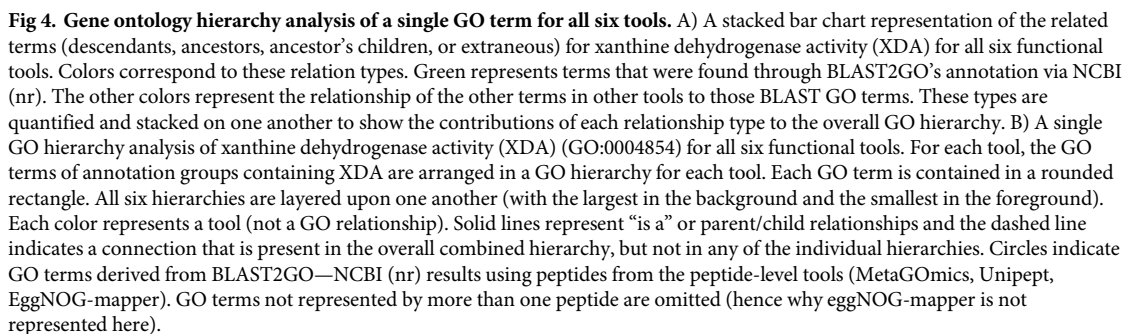 Fig 4. Gene ontology hierarchy analysis of a single GO term for all six tools. A) A stacked bar chart representation of the related
terms (descendants, ancestors, ancestor's children, or extraneous) for xanthine dehydrogenase activity (XDA) for all six functional
tools. Colors correspond to these relation types. Green represents terms that were found through BLAST2GO's annotation via NCBI
(nr). The other colors represent the relationship of the other terms in other tools to those BLAST GO terms. These types are
quantified and stacked on one another to show the contributions of each relationship type to the overall GO hierarchy. B) A single
GO hierarchy analysis of xanthine dehydrogenase activity (XDA) (GO:0004854) for all six functional tools. For each tool, the GO
terms of annotation groups containing XDA are arranged in a GO hierarchy for each tool. Each GO term is contained in a rounded
rectangle. All six hierarchies are layered upon one another (with the largest in the background and the smallest in the foreground).
Each color represents a tool (not a GO relationship). Solid lines represent "is a" or parent/child relationships and the dashed line
indicates a connection that is present in the overall combined hierarchy, but not in any of the individual hierarchies. Circles indicate
GO terms derived from BLAST2GO—NCBI (nr) results using peptides from the peptide-level tools (MetaGOmics, Unipept,
EggNOG-mapper). GO terms not represented by more than one peptide are omitted (hence why eggNOG-mapper is not
represented here).